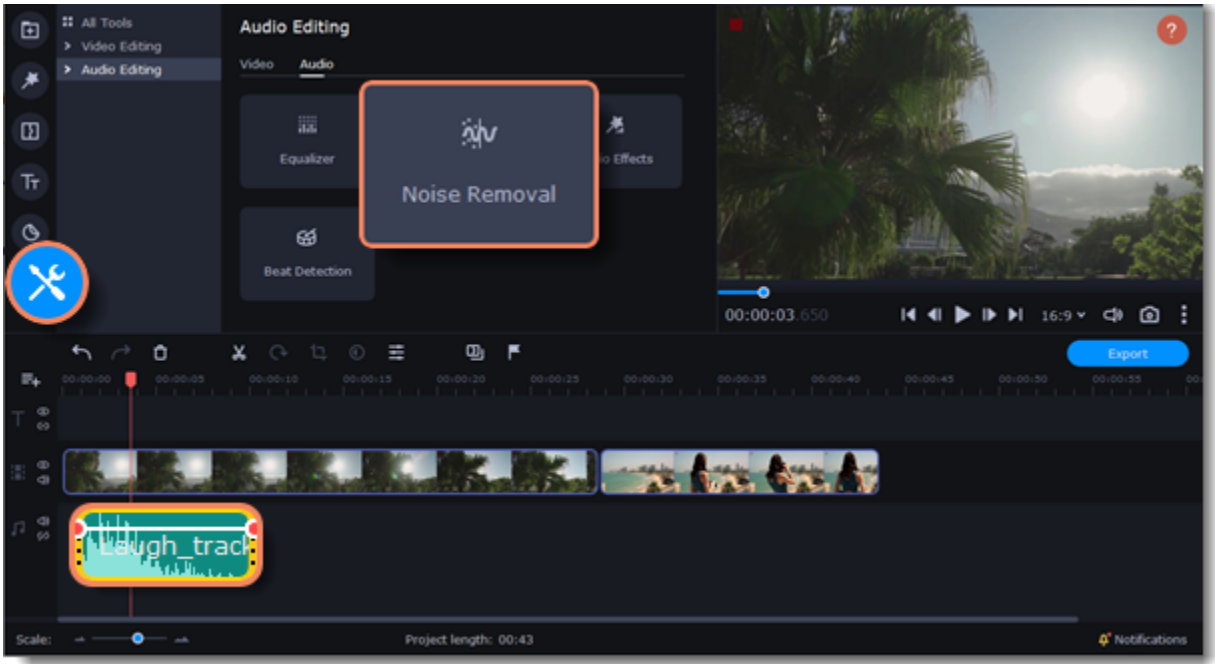 All Tools
Video Editing
Audio Editing
Audio Editing
Video Audio
Equalizer
Noise Removal
io Effects
Beat Detection
?
Tт
00:00:03.650
16:9
Export
00:00:00 00:00:05 00:00:10 00:00:15 00:00:20 00:00:25 00:00:30 00:00:35 00:00:40 00:00:45 00:00:50 00:00:55 00:
T
Laugh_track
Scale:
Project length: 00:43
Notifications